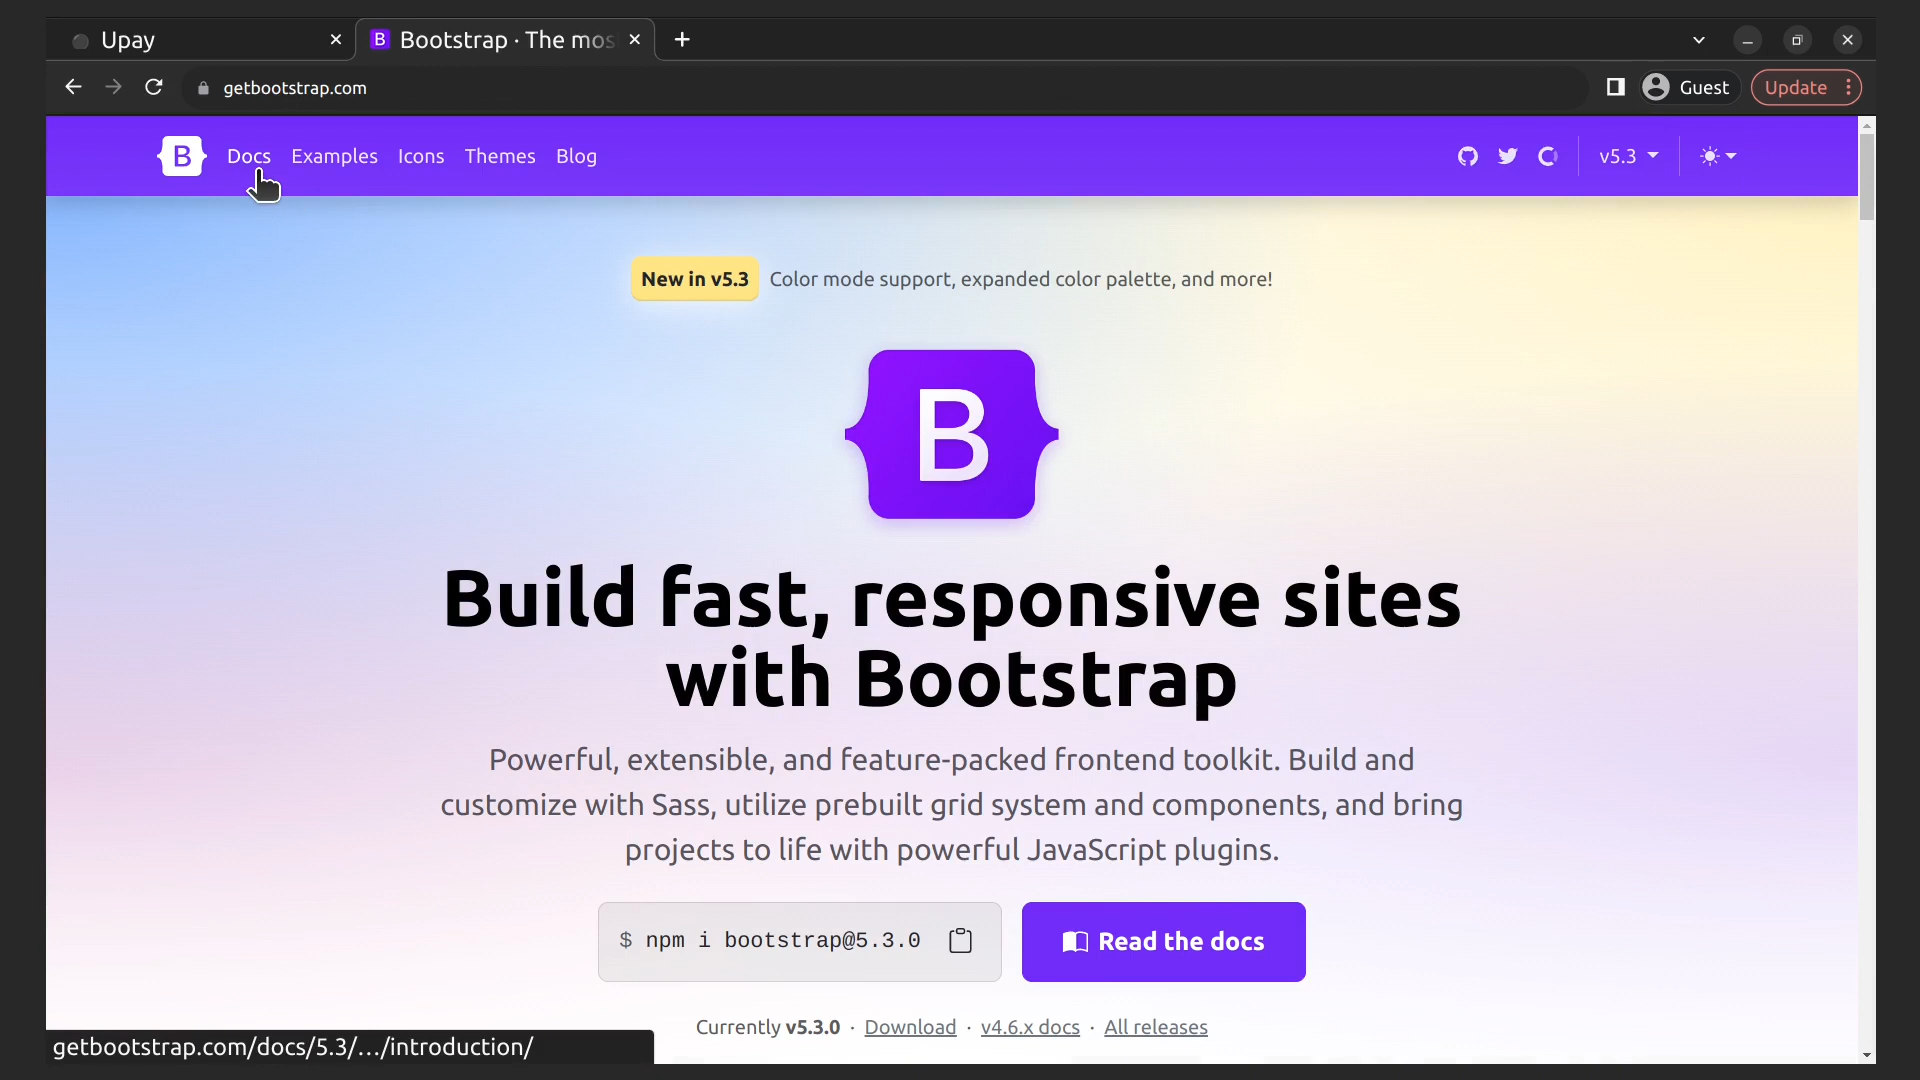 Upay
Bootstrap · The mos
getbootstrap.com
Guest
Update
B Docs Examples Icons Themes Blog
v5.3
New in v5.3 Color mode support, expanded color palette, and more!
B
Build fast, responsive sites
with Bootstrap
Powerful, extensible, and feature-packed frontend toolkit. Build and
customize with Sass, utilize prebuilt grid system and components, and bring
projects to life with powerful JavaScript plugins.
$ npm i bootstrap@5.3.0
Read the docs
Currently v5.3.0 · Download · v4.6.x docs · All releases
getbootstrap.com/docs/5.3/.../introduction/